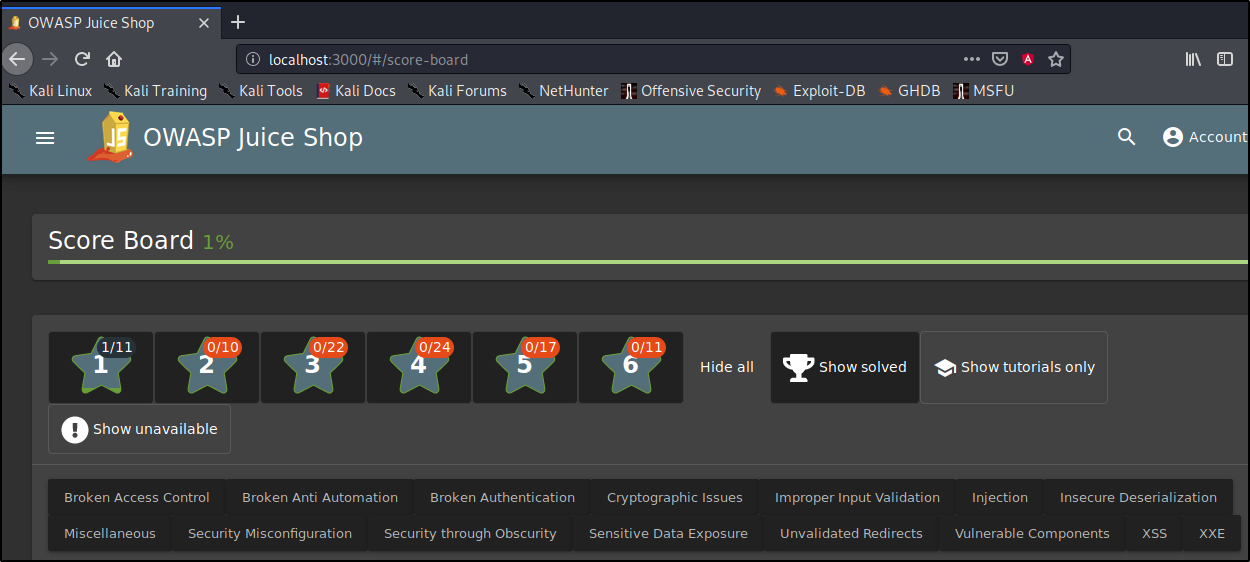 OWASP Juice Shop
localhost:3000/#/score-board
Kali Linux Kali Training Kali Tools Kali Docs Kali Forums NetHunter Offensive Security Exploit-DB GHDB MSFU
JS OWASP Juice Shop Account
Score Board 1%
1/11 0/10 0/22 0/24 0/17 0/11
1 2 3 4 5 6 Hide all Show solved Show tutorials only
Show unavailable
Broken Access Control Broken Anti Automation Broken Authentication Cryptographic Issues Improper Input Validation Injection Insecure Deserialization
Miscellaneous Security Misconfiguration Security through Obscurity Sensitive Data Exposure Unvalidated Redirects Vulnerable Components XSS XXE